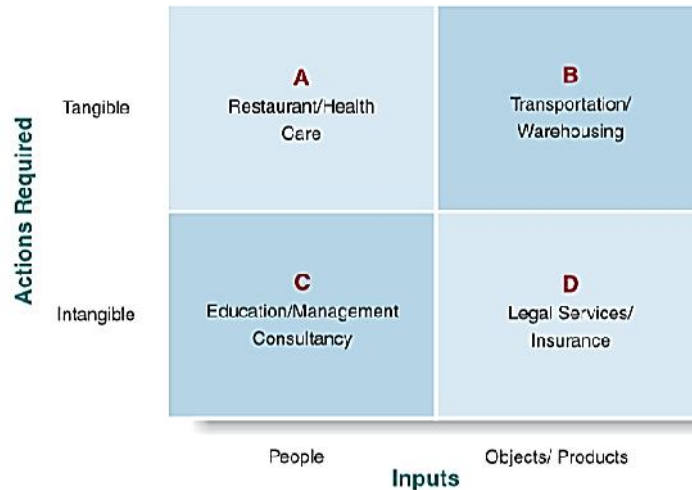 A
Restaurant/Health
Care
B
Transportation/
Warehousing
Tangible
Actions Required
C
Education/Management
Consultancy
D
Legal Services/
Insurance
Intangible
People
Objects/ Products
Inputs